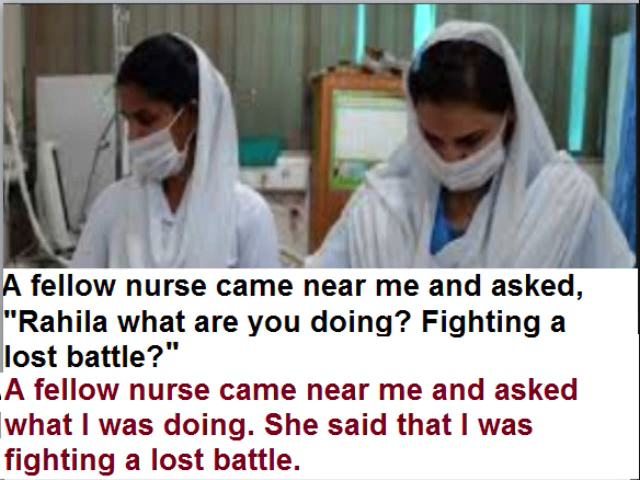 A fellow nurse came near me and asked,
"Rahila what are you doing? Fighting a
lost battle?"
A fellow nurse came near me and asked
what I was doing. She said that I was
fighting a lost battle.